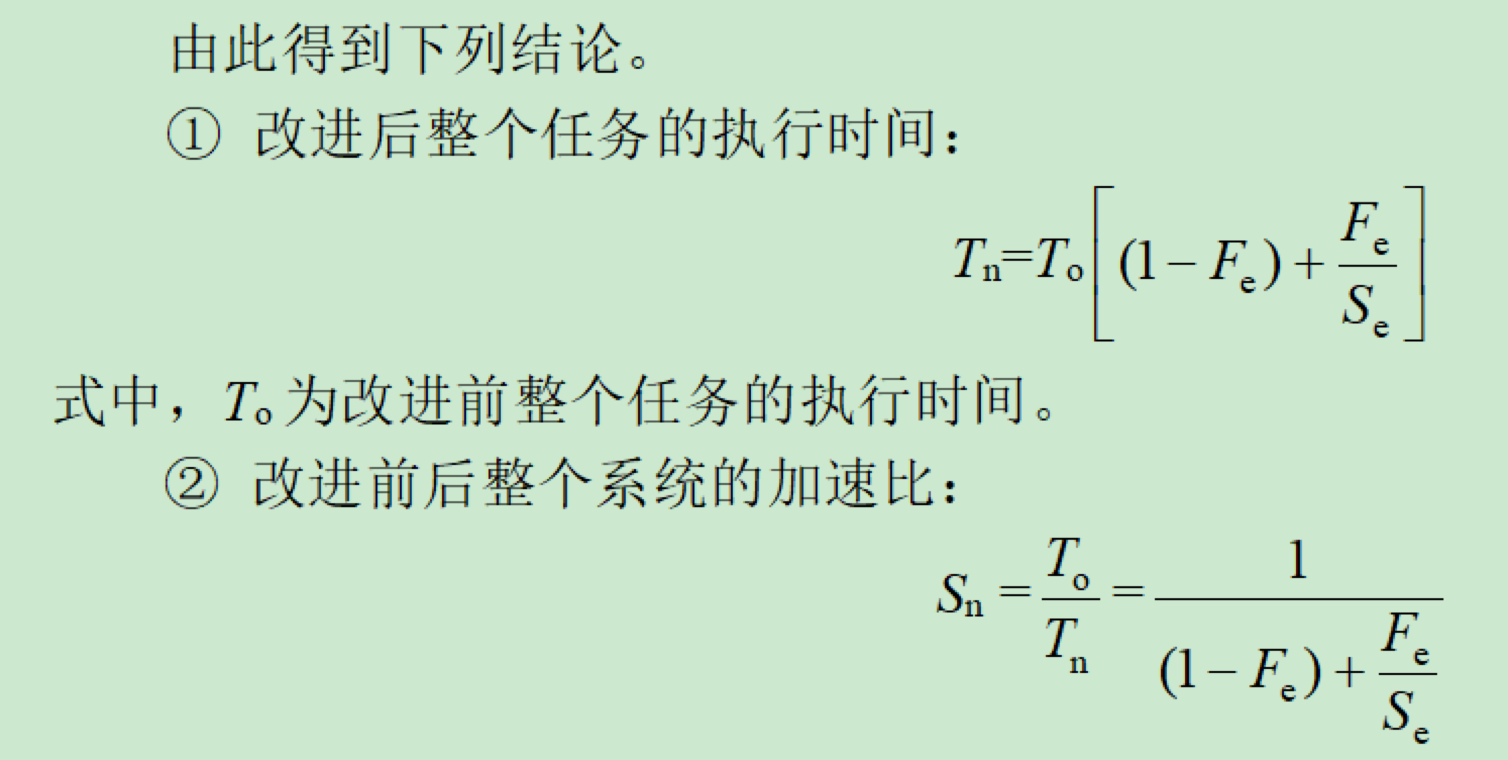 由此得到下列结论。
① 改进后整个任务的执行时间：
Tn=To[(1−Fe)+Fe/Se]
式中，To为改进前整个任务的执行时间。
② 改进前后整个系统的加速比：
Sn=To/Tn=1/((1−Fe)+Fe/Se)